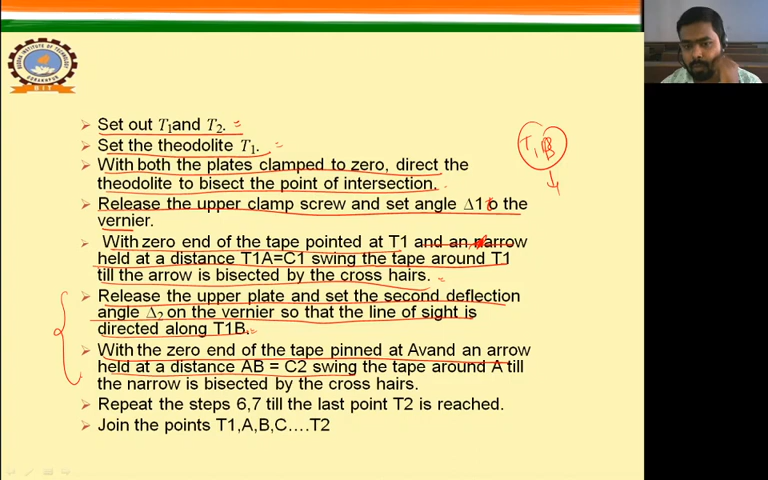 Set out T1and T2.
Set the theodolite T1.
With both the plates clamped to zero, direct the
theodolite to bisect the point of intersection.
Release the upper clamp screw and set angle Δ1 to the
vernier.
With zero end of the tape pointed at T1 and an narrow
held at a distance T1A=C1 swing the tape around T1
till the arrow is bisected by the cross hairs.
Release the upper plate and set the second deflection
angle Δ2 on the vernier so that the line of sight is
directed along T1B.
With the zero end of the tape pinned at Avand an arrow
held at a distance AB = C2 swing the tape around A till
the narrow is bisected by the cross hairs.
Repeat the steps 6,7 till the last point T2 is reached.
Join the points T1,A,B,C....T2
T1 B